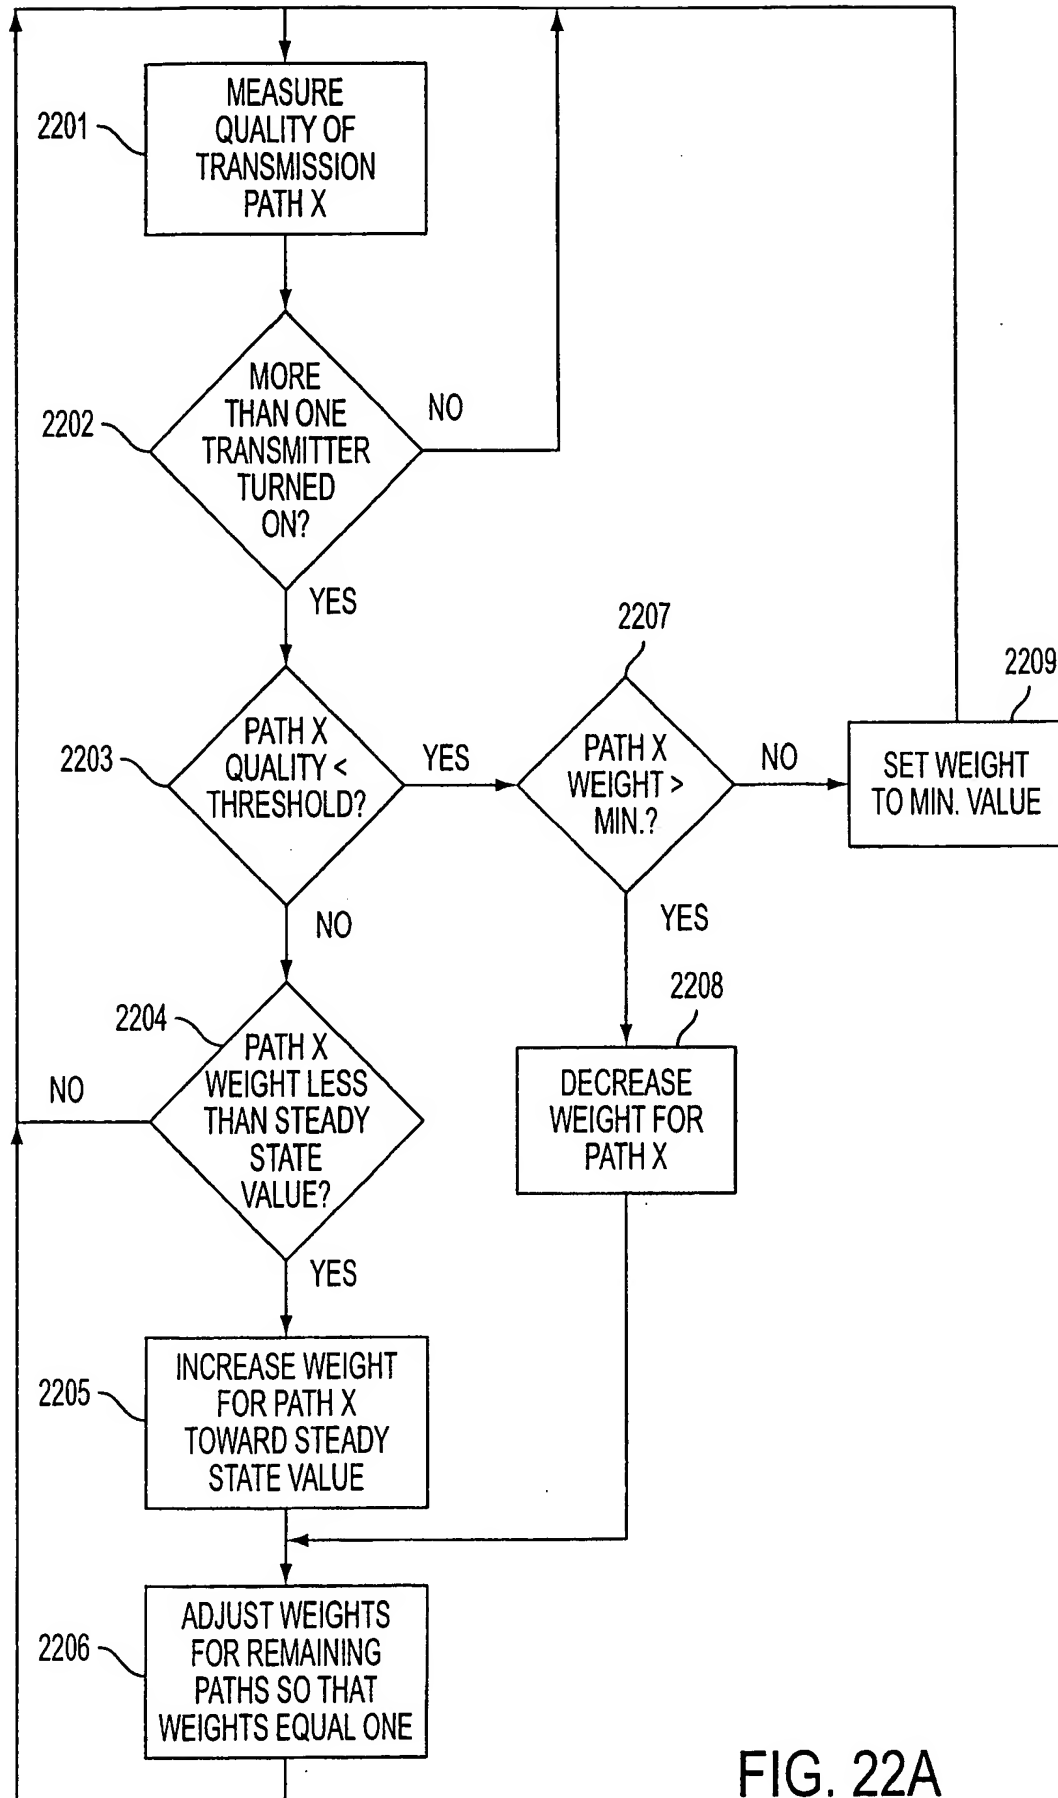 2201
MEASURE
QUALITY OF
TRANSMISSION
PATH X
2202
MORE
THAN ONE
TRANSMITTER
TURNED
ON?
NO
YES
2203
PATH X
QUALITY <
THRESHOLD?
YES
NO
2207
PATH X
WEIGHT >
MIN.?
NO
YES
2209
SET WEIGHT
TO MIN. VALUE
2204
PATH X
WEIGHT LESS
THAN STEADY
STATE
VALUE?
NO
YES
2208
DECREASE
WEIGHT FOR
PATH X
2205
INCREASE WEIGHT
FOR PATH X
TOWARD STEADY
STATE VALUE
2206
ADJUST WEIGHTS
FOR REMAINING
PATHS SO THAT
WEIGHTS EQUAL ONE
FIG. 22A